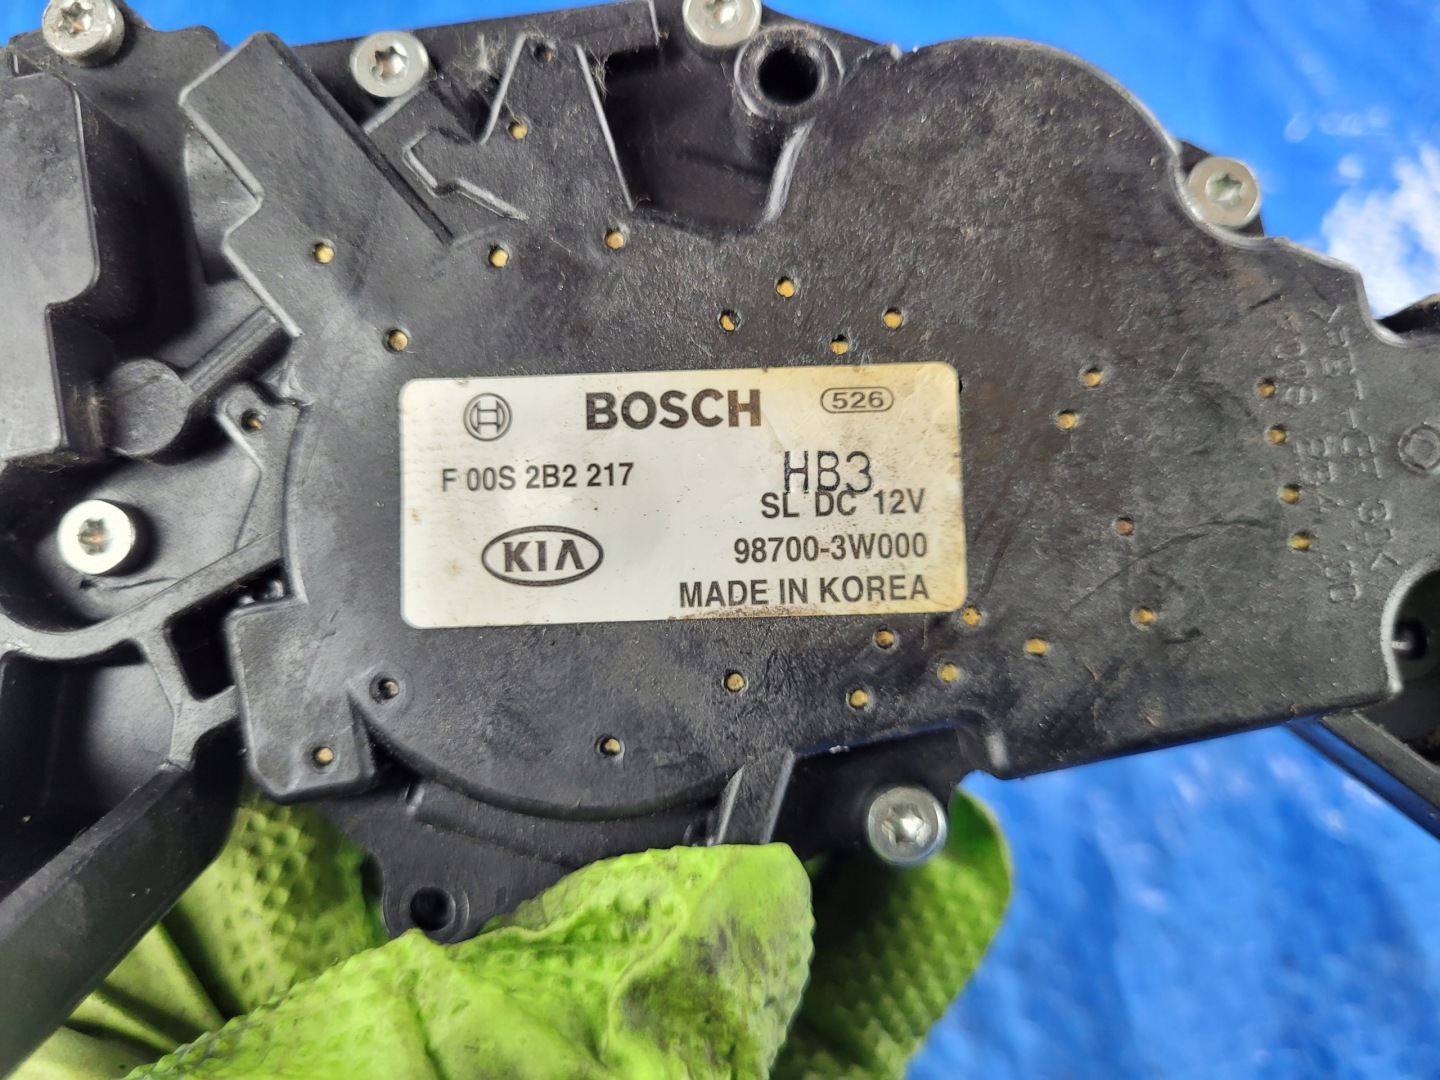 BOSCH 526
F 00S 2B2 217 HB3
SL DC 12V
KIA 98700-3W000
MADE IN KOREA